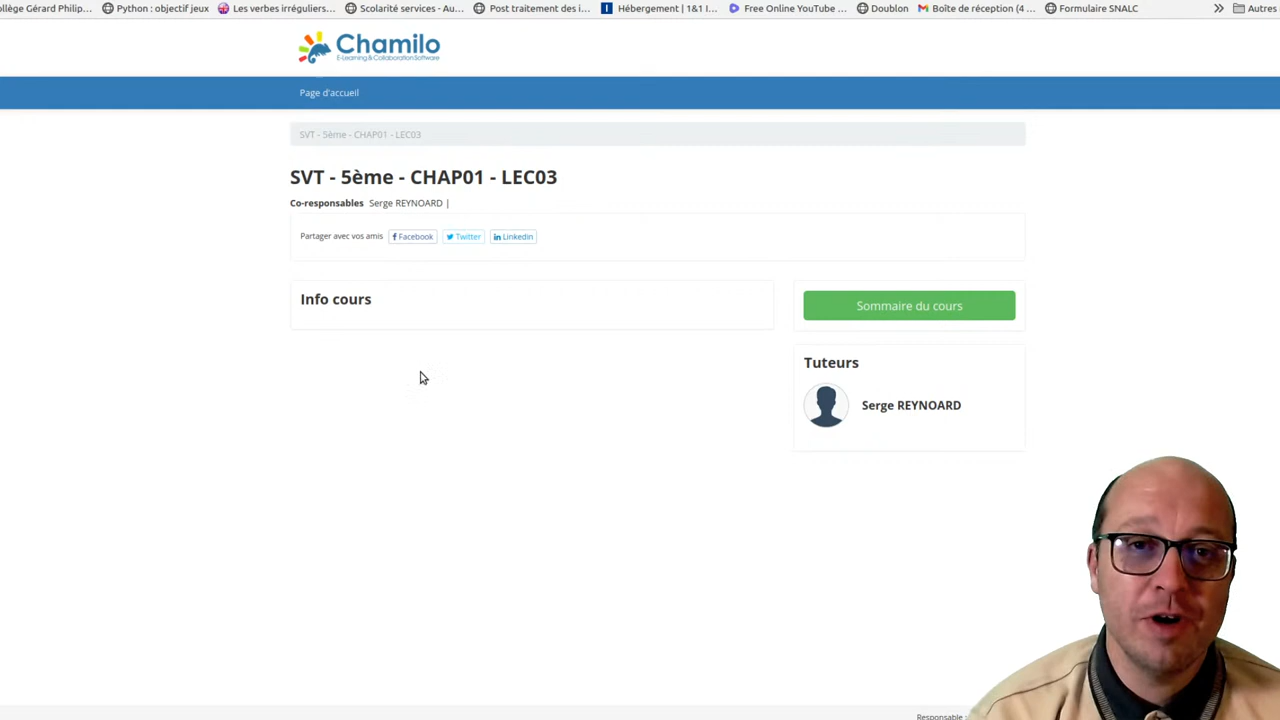 ollège Gérard Philip... Python : objectif jeux Les verbes irréguliers... Scolarité services - Au... Post traitement des i... Hébergement | 1&1 I... Free Online YouTube ... Doublon Boîte de réception (4 ... Formulaire SNALC » Autres
Chamilo
E-Learning & Collaboration Software
Page d'accueil
SVT - 5ème - CHAP01 - LEC03
SVT - 5ème - CHAP01 - LEC03
Co-responsables Serge REYNOARD |
Partager avec vos amis Facebook Twitter Linkedin
Info cours
Sommaire du cours
Tuteurs
Serge REYNOARD
Responsable :